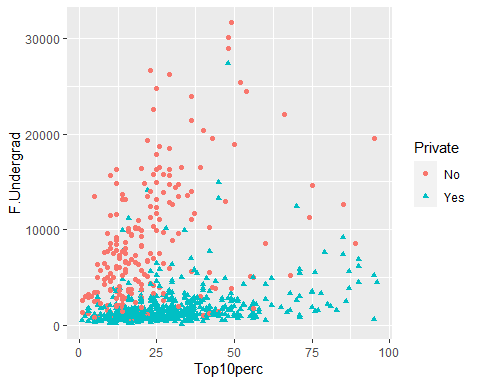 30000
20000
10000
0
F.Undergrad
0 25 50 75 100
Top10perc
Private
No
Yes